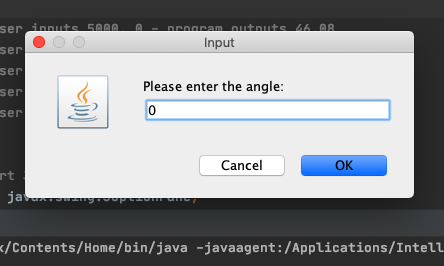 ser inputs 5000, 0 - program outputs 46.08
ser
Input
ser
ser
ser
Please enter the angle:
0
Cancel
OK
rt
javax.swing.JOptionPane;
x/Contents/Home/bin/java -javaagent:/Applications/Intell